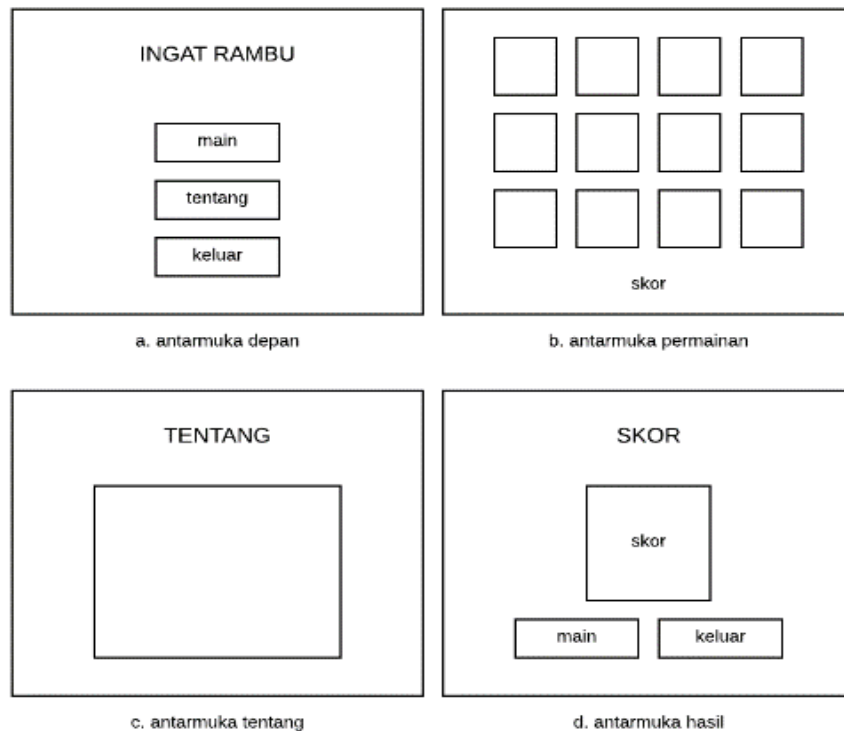 INGAT RAMBU
main
tentang
keluar
a. antarmuka depan
skor
b. antarmuka permainan
TENTANG
c. antarmuka tentang
SKOR
skor
main
keluar
d. antarmuka hasil